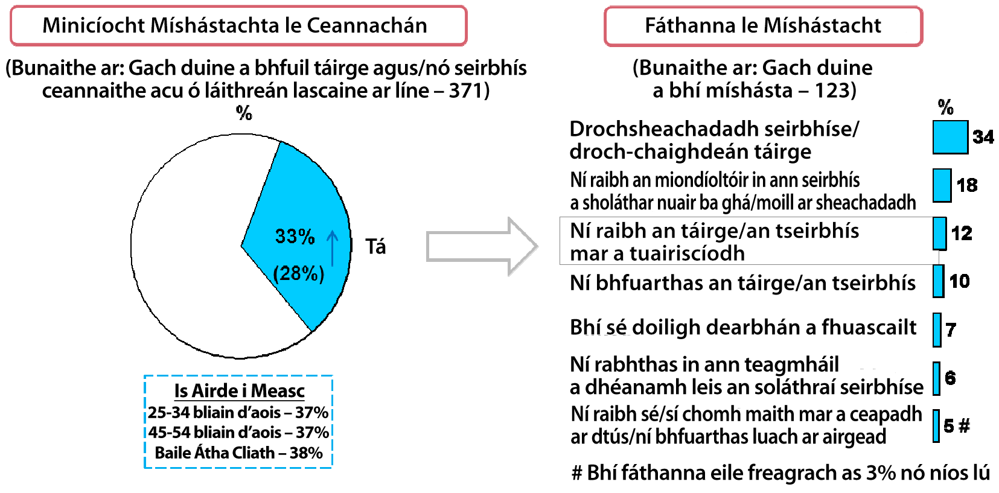 Minicíocht Míshástachta le Ceannachán
(Bunaithe ar: Gach duine a bhfuil táirge agus/nó seirbhís
ceannaithe acu ó láithreán lascaine ar líne – 371)
%
33%
(28%)
Tá
Is Airde i Measc
25-34 bliain d’aois – 37%
45-54 bliain d’aois – 37%
Baile Átha Cliath – 38%
Fáthanna le Míshástacht
(Bunaithe ar: Gach duine
a bhí míshásta – 123)
%
Drochsheachadadh seirbhíse/
droch-chaighdeán táirge
34
Ní raibh an miondíoltóir in ann seirbhís
a sholáthar nuair ba ghá/moill ar sheachadadh
18
Ní raibh an táirge/an tseirbhís
mar a tuairiscíodh
12
Ní bhfuarthas an táirge/an tseirbhís
10
Bhí sé doiligh dearbhán a fhuascailt
7
Ní rabhthas in ann teagmháil
a dhéanamh leis an soláthraí seirbhíse
6
Ní raibh sé/sí chomh maith mar a ceapadh
ar dtús/ní bhfuarthas luach ar airgead
5 #
# Bhí fáthanna eile freagrach as 3% nó níos lú